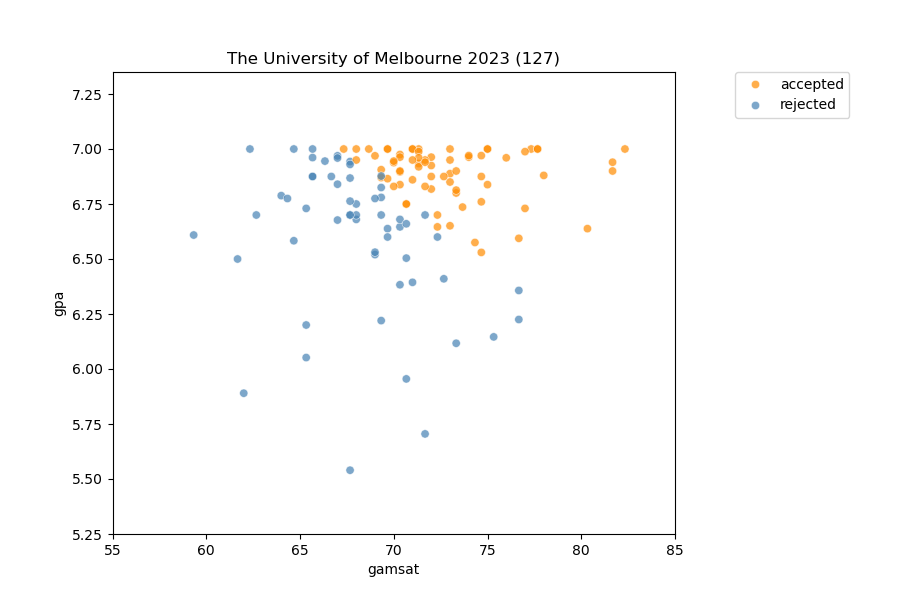 The University of Melbourne 2023 (127)
accepted
rejected
7.25
7.00
6.75
6.50
6.25
6.00
5.75
5.50
5.25
gpa
55 60 65 70 75 80 85
gamsat